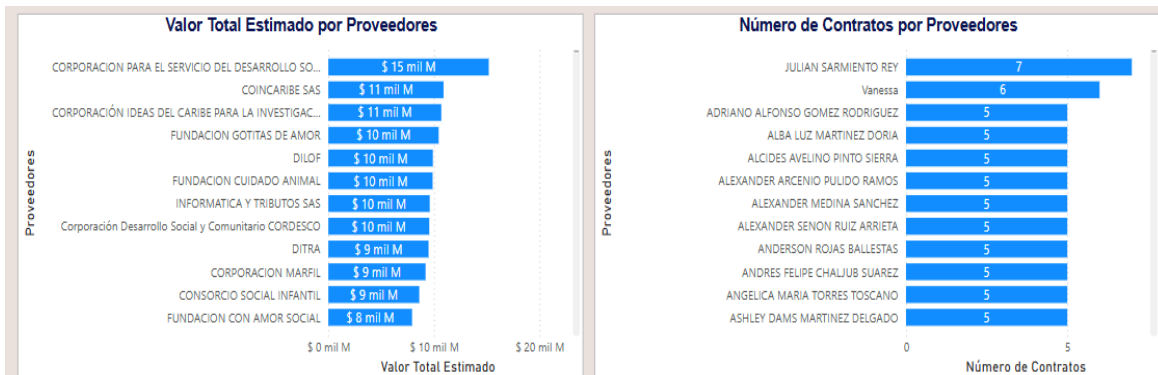 Valor Total Estimado por Proveedores
Proveedores
CORPORACION PARA EL SERVICIO DEL DESARROLLO SO... $ 15 mil M
COINCARIBE SAS $ 11 mil M
CORPORACIÓN IDEAS DEL CARIBE PARA LA INVESTIGAC... $ 11 mil M
FUNDACION GOTITAS DE AMOR $ 10 mil M
DILOF $ 10 mil M
FUNDACION CUIDADO ANIMAL $ 10 mil M
INFORMATICA Y TRIBUTOS SAS $ 10 mil M
Corporación Desarrollo Social y Comunitario CORDESCO $ 10 mil M
DITRA $ 9 mil M
CORPORACION MARFIL $ 9 mil M
CONSORCIO SOCIAL INFANTIL $ 9 mil M
FUNDACION CON AMOR SOCIAL $ 8 mil M
$ 0 mil M $ 10 mil M $ 20 mil M
Valor Total Estimado
Número de Contratos por Proveedores
Proveedores
JULIAN SARMIENTO REY 7
Vanessa 6
ADRIANO ALFONSO GOMEZ RODRIGUEZ 5
ALBA LUZ MARTINEZ DORIA 5
ALCIDES AVELINO PINTO SIERRA 5
ALEXANDER ARCENIO PULIDO RAMOS 5
ALEXANDER MEDINA SANCHEZ 5
ALEXANDER SENON RUIZ ARRIETA 5
ANDERSON ROJAS BALLESTAS 5
ANDRES FELIPE CHALJUB SUAREZ 5
ANGELICA MARIA TORRES TOSCANO 5
ASHLEY DAMS MARTINEZ DELGADO 5
0 5
Número de Contratos